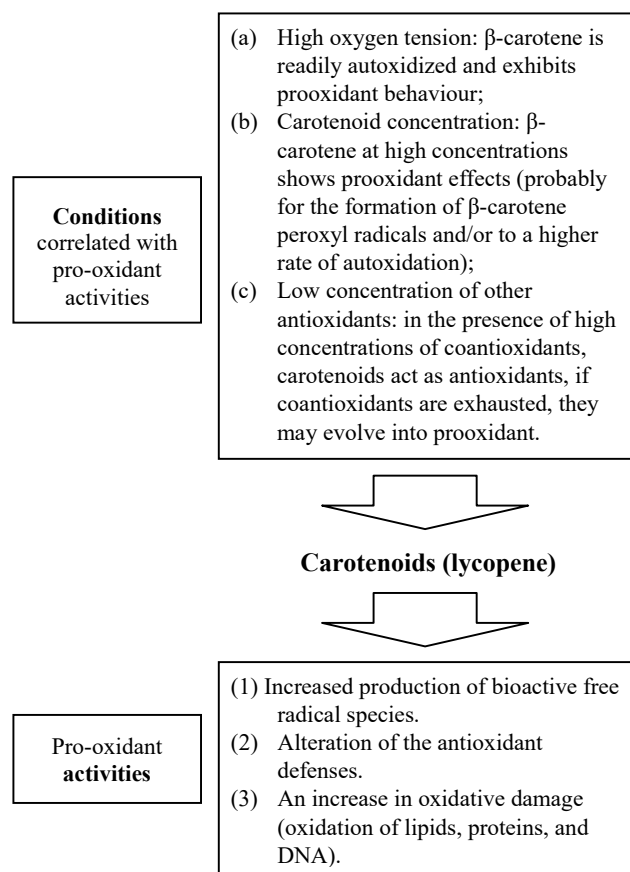 (a) High oxygen tension: β-carotene is
readily autoxidized and exhibits
prooxidant behaviour;
(b) Carotenoid concentration: β-
carotene at high concentrations
shows prooxidant effects (probably
for the formation of β-carotene
peroxyl radicals and/or to a higher
rate of autoxidation);
(c) Low concentration of other
antioxidants: in the presence of high
concentrations of coantioxidants,
carotenoids act as antioxidants, if
coantioxidants are exhausted, they
may evolve into prooxidant.
Conditions
correlated with
pro-oxidant
activities
Carotenoids (lycopene)
(1) Increased production of bioactive free
radical species.
(2) Alteration of the antioxidant
defenses.
(3) An increase in oxidative damage
(oxidation of lipids, proteins, and
DNA).
Pro-oxidant
activities